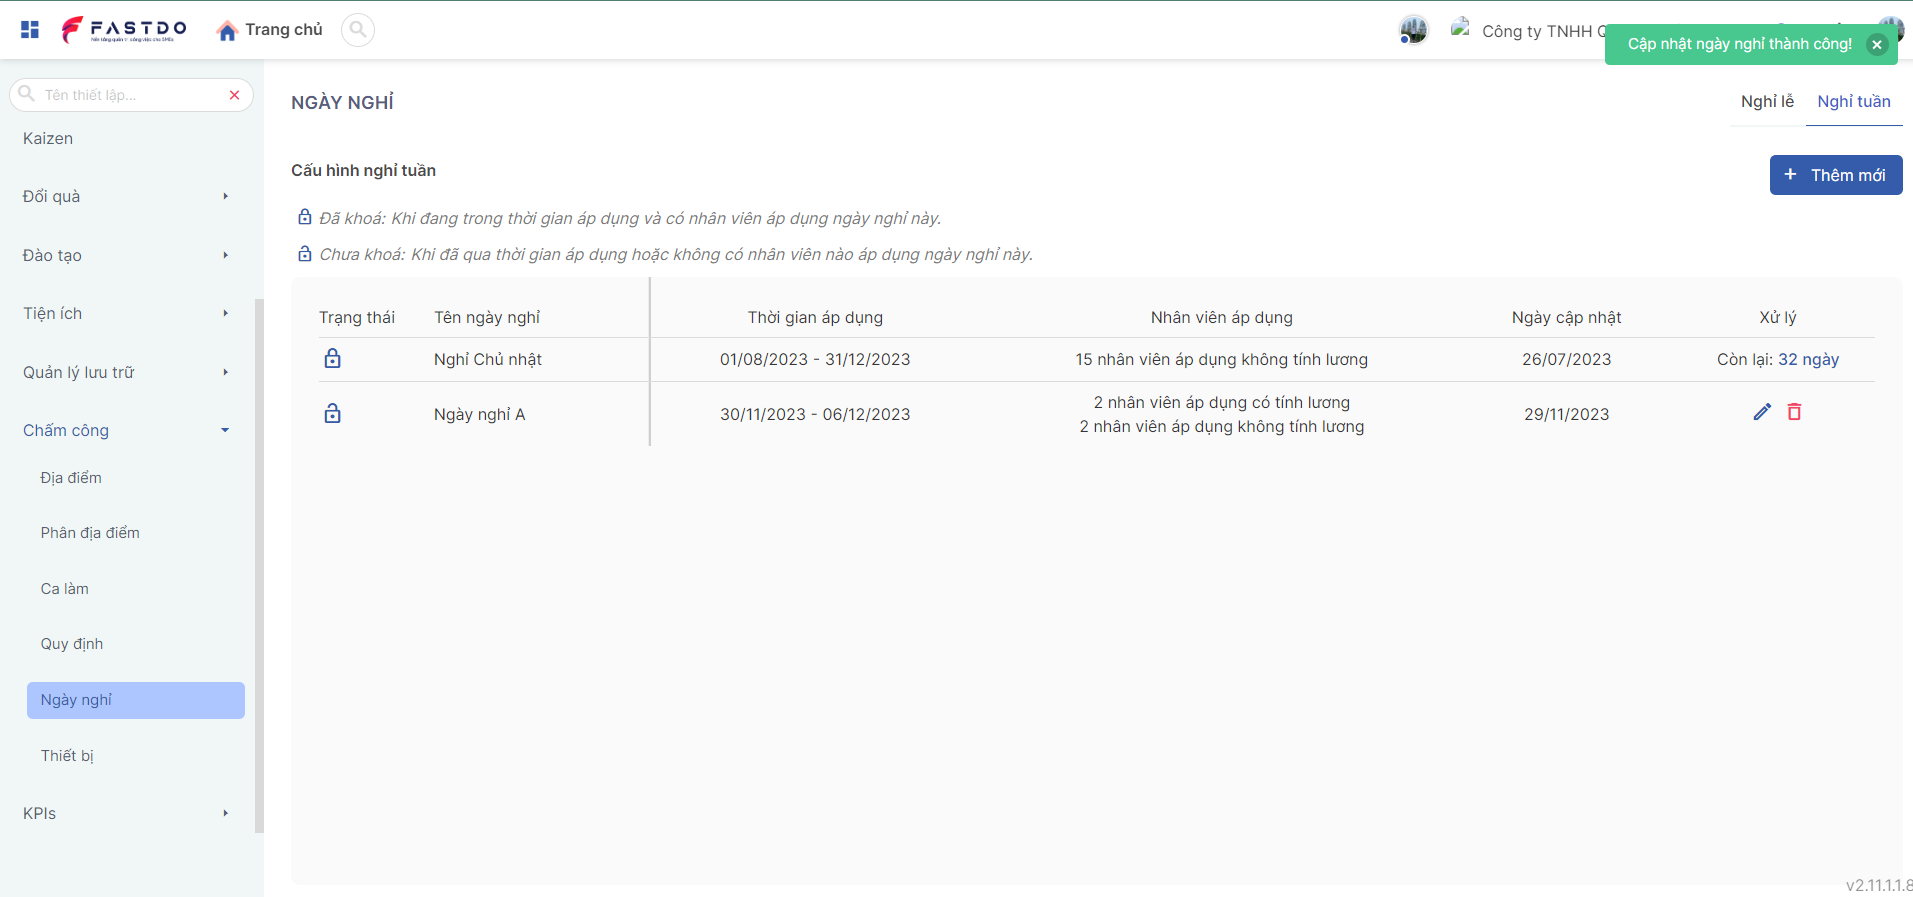 FASTDO
Trang chủ
Công ty TNHH
Cập nhật ngày nghỉ thành công!
Tên thiết lập...
Kaizen
Đổi quà
Đào tạo
Tiện ích
Quản lý lưu trữ
Chấm công
Địa điểm
Phân địa điểm
Ca làm
Quy định
Ngày nghỉ
Thiết bị
KPIs
NGÀY NGHỈ
Nghỉ lễ
Nghỉ tuần
Cấu hình nghỉ tuần
+ Thêm mới
Đã khoá: Khi đang trong thời gian áp dụng và có nhân viên áp dụng ngày nghỉ này.
Chưa khoá: Khi đã qua thời gian áp dụng hoặc không có nhân viên nào áp dụng ngày nghỉ này.
Trạng thái Tên ngày nghỉ Thời gian áp dụng Nhân viên áp dụng Ngày cập nhật Xử lý
Nghỉ Chủ nhật 01/08/2023 - 31/12/2023 15 nhân viên áp dụng không tính lương 26/07/2023 Còn lại: 32 ngày
Ngày nghỉ A 30/11/2023 - 06/12/2023 2 nhân viên áp dụng có tính lương 29/11/2023
2 nhân viên áp dụng không tính lương
v2.11.1.1.8